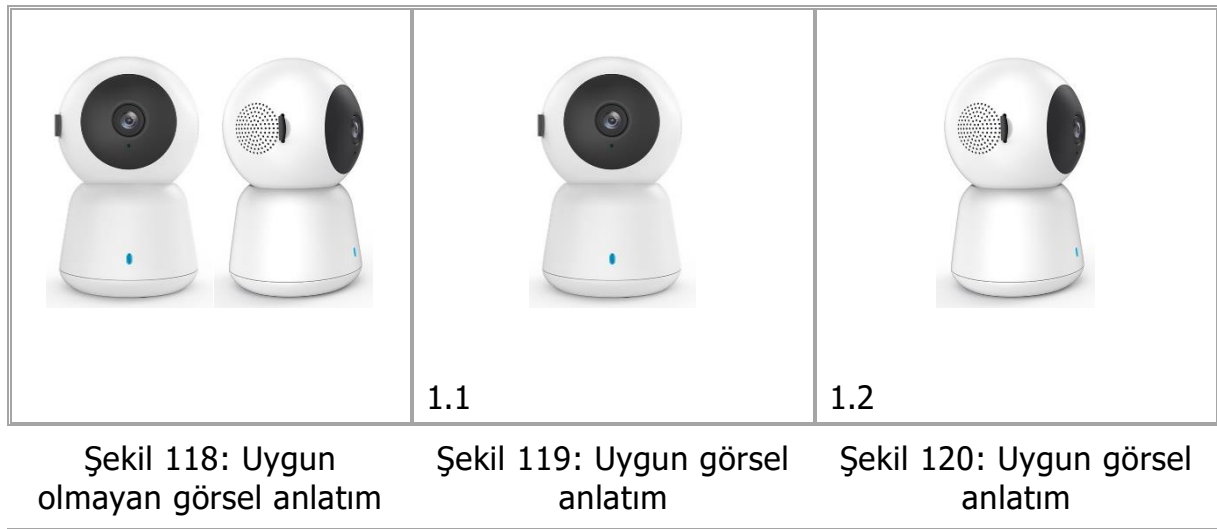 1.1
1.2
Şekil 118: Uygun
olmayan görsel anlatım
Şekil 119: Uygun görsel
anlatım
Şekil 120: Uygun görsel
anlatım